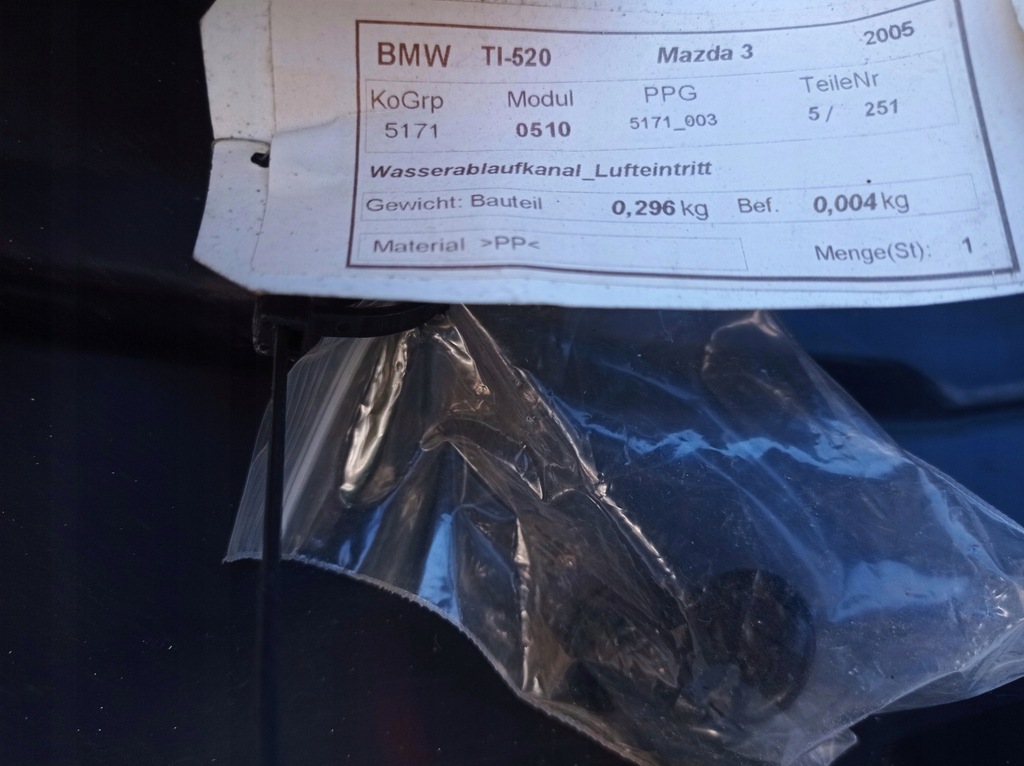 BMW TI-520 Mazda 3 2005
KoGrp Modul PPG TeileNr
5171 0510 5171_003 5/ 251
Wasserablaufkanal_Lufteintritt
Gewicht: Bauteil 0,296 kg Bef. 0,004 kg
Material >PP< Menge(St): 1